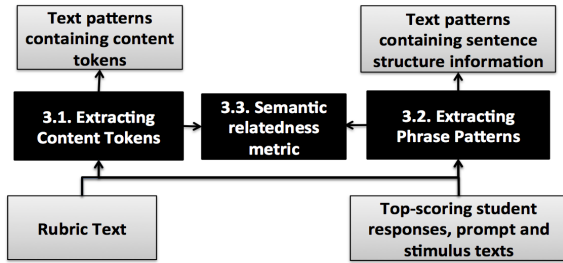 Text patterns
containing content
tokens
Text patterns
containing sentence
structure information
3.1. Extracting
Content Tokens
3.3. Semantic
relatedness
metric
3.2. Extracting
Phrase Patterns
Rubric Text
Top-scoring student
responses, prompt and
stimulus texts